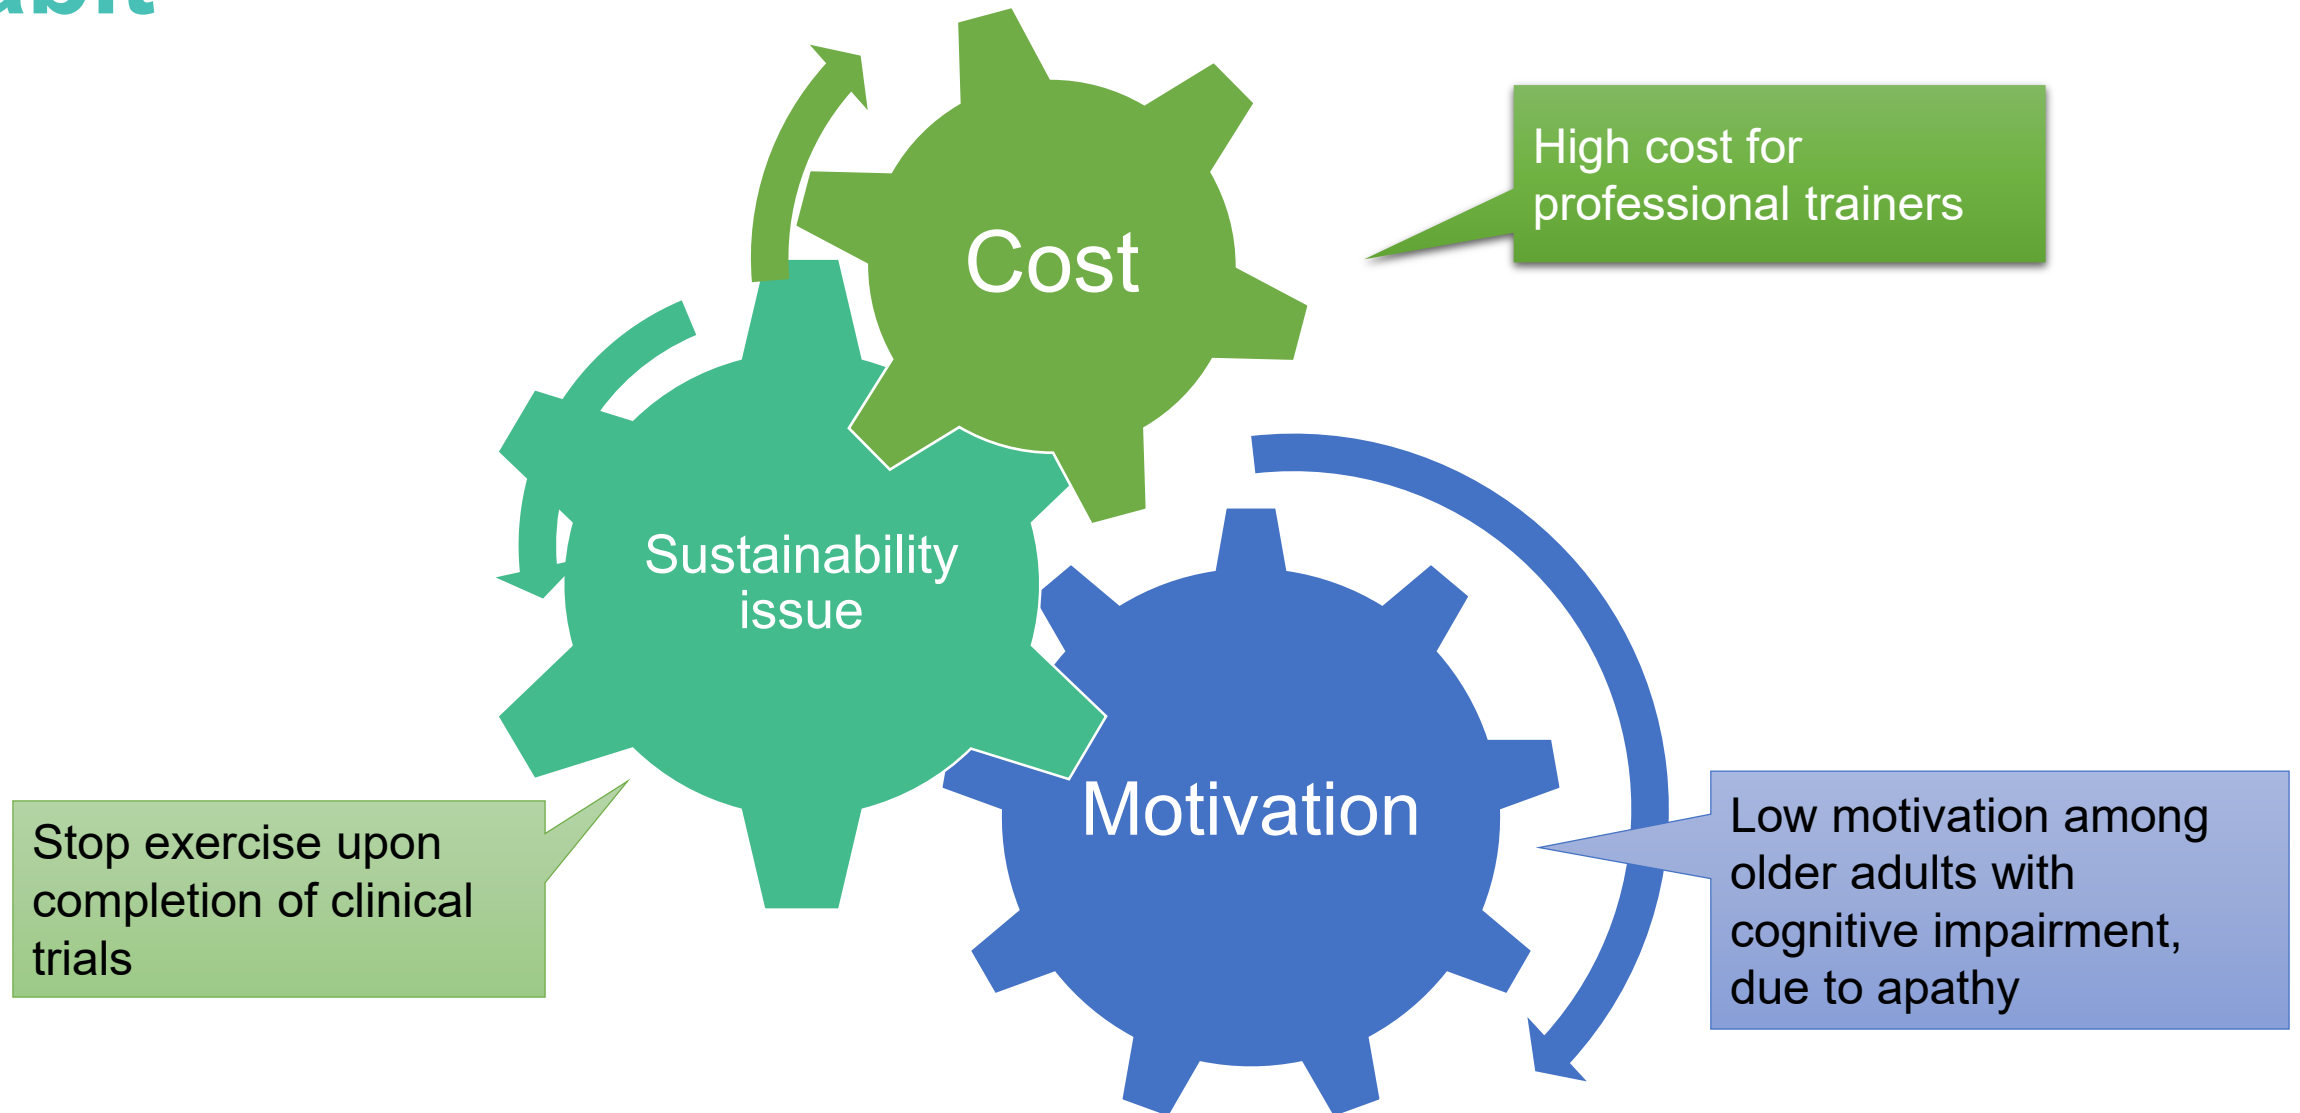 Cost
High cost for
professional trainers
Sustainability
issue
Motivation
Stop exercise upon
completion of clinical
trials
Low motivation among
older adults with
cognitive impairment,
due to apathy